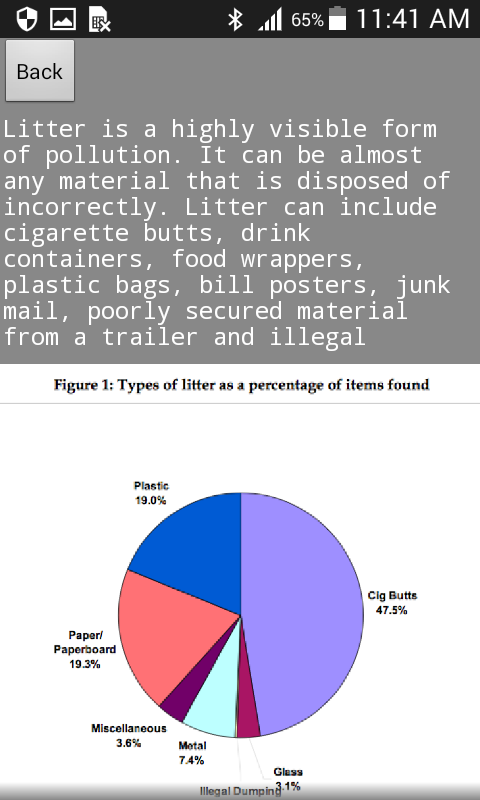 65% 11:41 AM
Back
Litter is a highly visible form
of pollution. It can be almost
any material that is disposed of
incorrectly. Litter can include
cigarette butts, drink
containers, food wrappers,
plastic bags, bill posters, junk
mail, poorly secured material
from a trailer and illegal
Figure 1: Types of litter as a percentage of items found
Plastic
19.0%
Cig Butts
47.5%
Paper/
Paperboard
19.3%
Miscellaneous
3.6%
Metal
7.4%
Glass
3.1%
Illegal Dumping